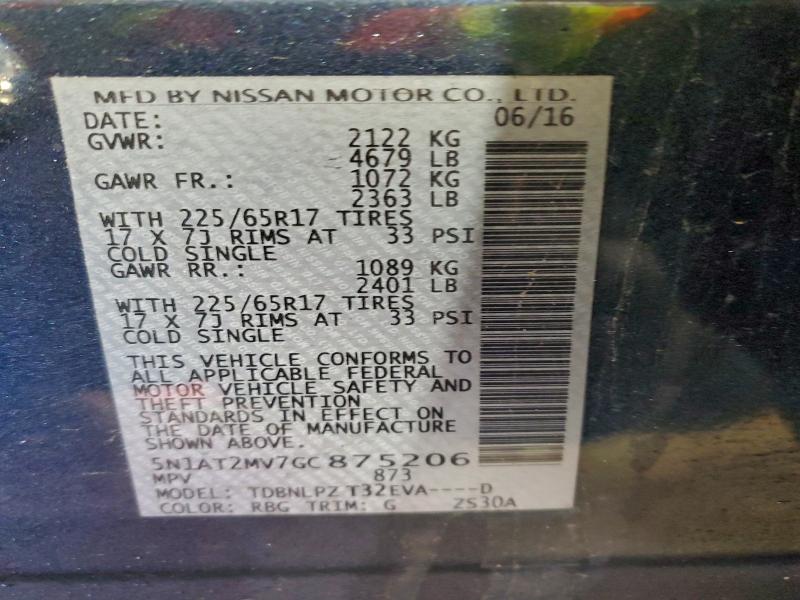 MFD BY NISSAN MOTOR CO., LTD.
DATE: 06/16
GVWR: 2122 KG
4679 LB
GAWR FR.: 1072 KG
2363 LB
WITH 225/65R17 TIRES
17 X 7J RIMS AT 33 PSI
COLD SINGLE
GAWR RR.: 1089 KG
2401 LB
WITH 225/65R17 TIRES
17 X 7J RIMS AT 33 PSI
COLD SINGLE
THIS VEHICLE CONFORMS TO
ALL APPLICABLE FEDERAL
MOTOR VEHICLE SAFETY AND
THEFT PREVENTION
STANDARDS IN EFFECT ON
THE DATE OF MANUFACTURE
SHOWN ABOVE.
5N1AT2MV7GC875206
MPV 873
MODEL: TDBNLPZ T32EVA----D
COLOR: RBG TRIM: G ZS30A